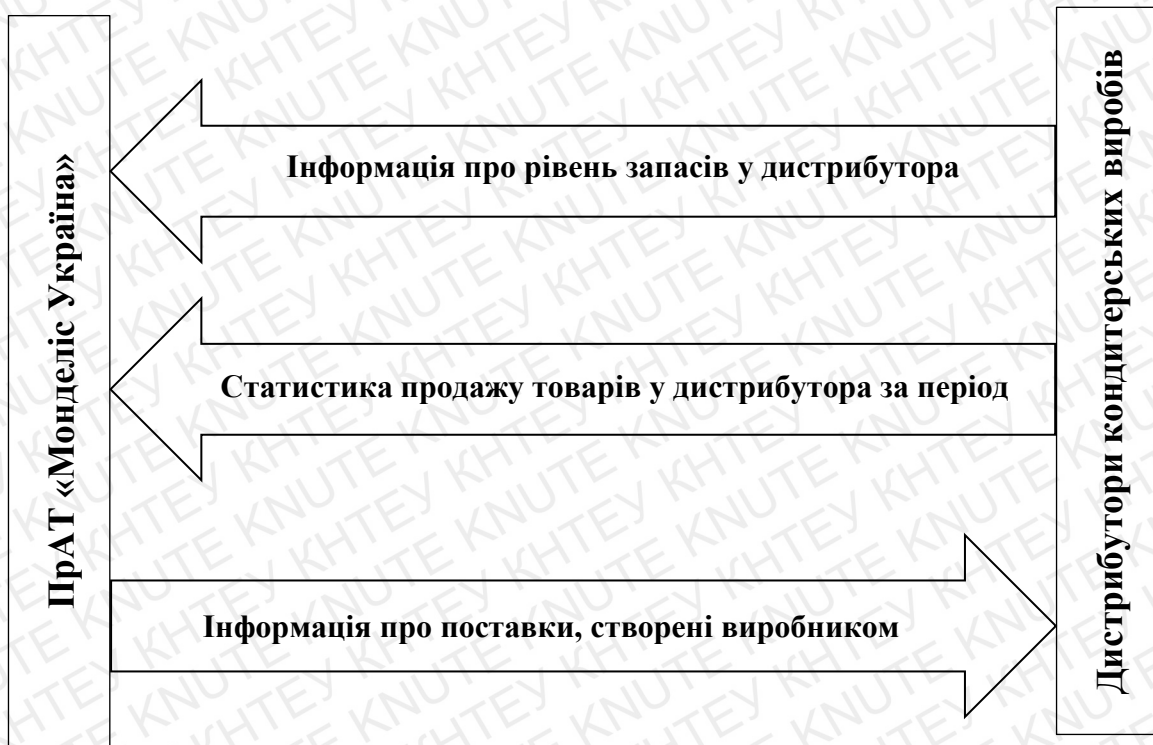 ПрАТ «Монделіс Україна»
Інформація про рівень запасів у дистрибутора
Статистика продажу товарів у дистрибутора за період
Інформація про поставки, створені виробником
Дистрибутори кондитерських виробів